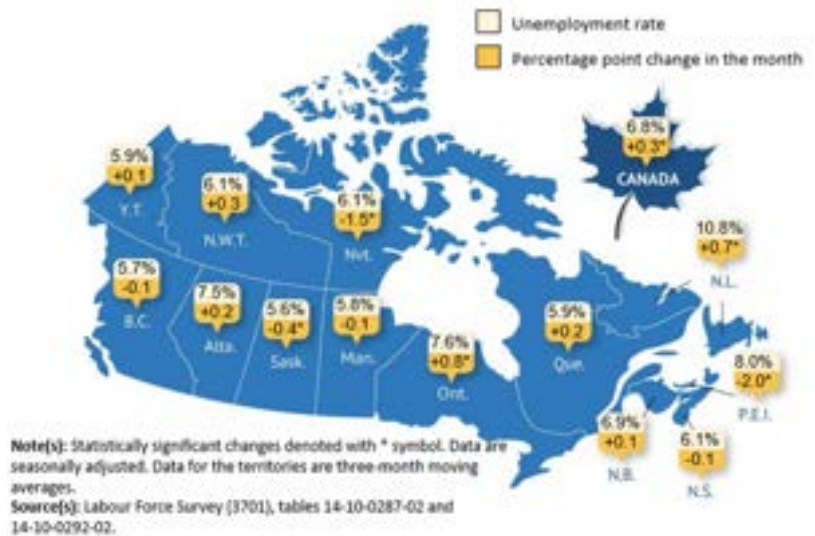 Unemployment rate
Percentage point change in the month
6.8%
+0.3*
CANADA
5.9%
+0.1
Y.T.
6.1%
+0.3
N.W.T.
6.1%
-1.5*
Nvt.
10.8%
+0.7*
N.L.
5.7%
-0.1
B.C.
7.5%
+0.2
Alta.
5.6%
-0.4*
Sask.
5.8%
-0.1
Man.
7.6%
+0.8*
Ont.
5.9%
+0.2
Que.
8.0%
-2.0*
P.E.I.
6.9%
+0.1
N.B.
6.1%
-0.1
N.S.
Note(s): Statistically significant changes denoted with * symbol. Data are
seasonally adjusted. Data for the territories are three-month moving
averages.
Source(s): Labour Force Survey (3701), tables 14-10-0287-02 and
14-10-0292-02.